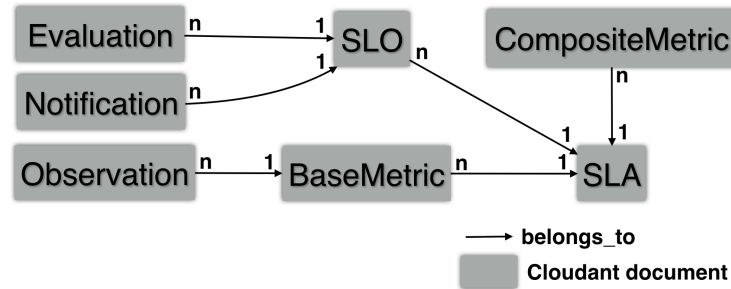 Evaluation n 1 SLO n CompositeMetric
n
Notification n 1
1 1
Observation n 1 BaseMetric n 1 SLA
belongs_to
Cloudant document